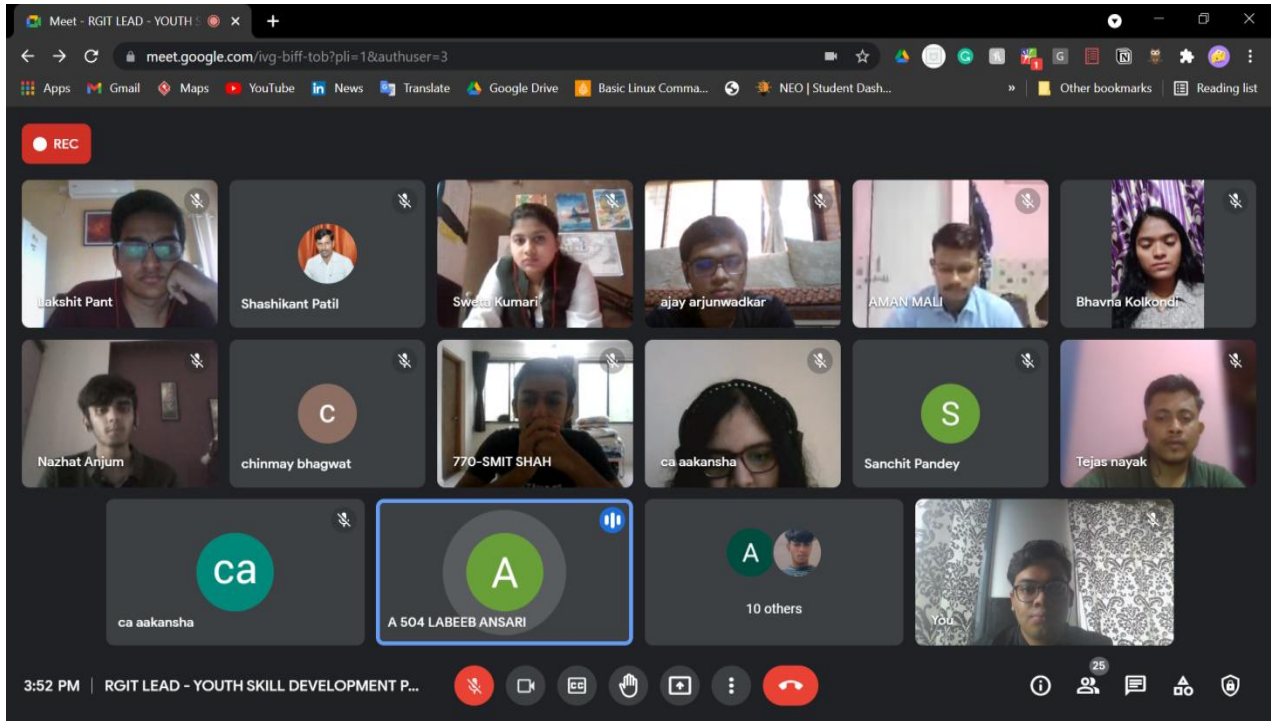 Meet - RGIT LEAD - YOUTH S
meet.google.com/ivg-biff-tob?pli=1&authuser=3
Apps Gmail Maps YouTube News Translate Google Drive Basic Linux Comma... NEO | Student Dash... » Other bookmarks Reading list
REC
Lakshit Pant
Shashikant Patil
Sweta Kumari
ajay arjunwadkar
AMAN MALI
Bhavna Kolkondi
Nazhat Anjum
C
chinmay bhagwat
770-SMIT SHAH
ca aakansha
S
Sanchit Pandey
Tejas nayak
ca
ca aakansha
A
A 504 LABEEB ANSARI
A
10 others
You
3:52 PM | RGIT LEAD - YOUTH SKILL DEVELOPMENT P...
CC
25